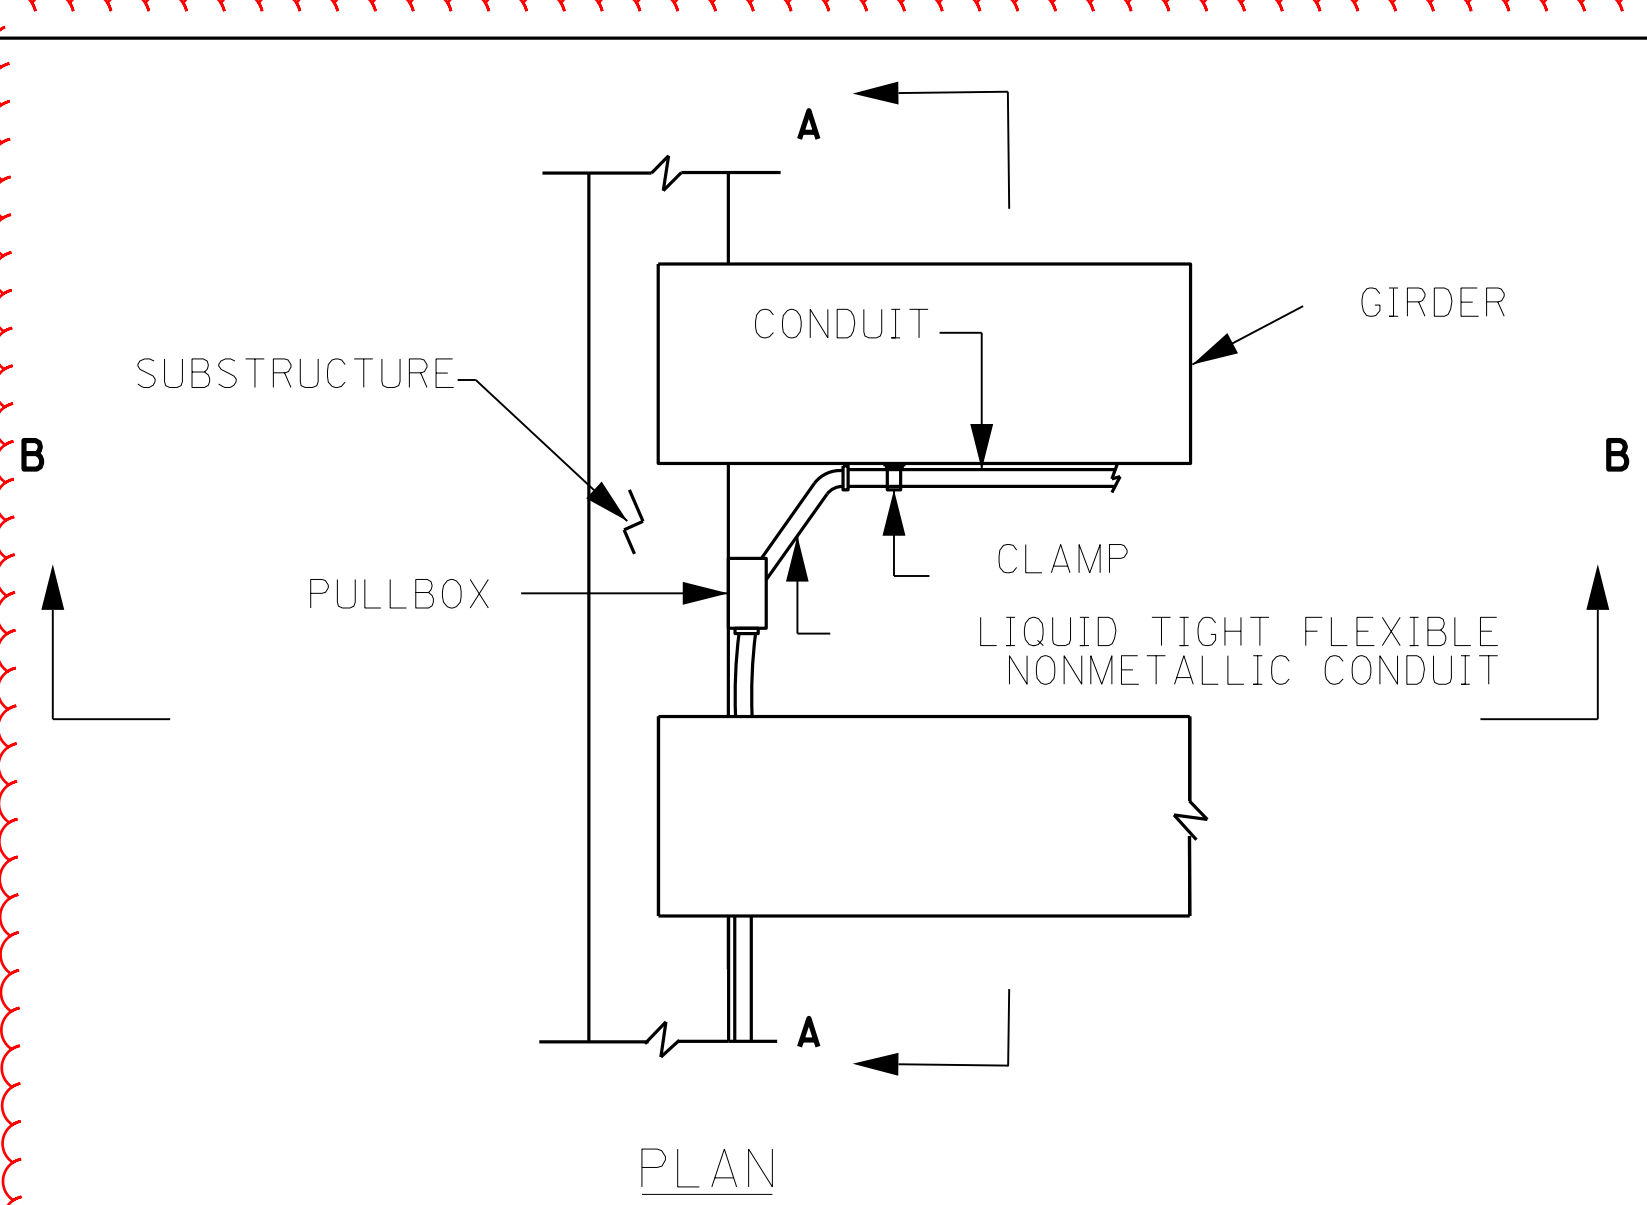 A
GIRDER
CONDUIT
SUBSTRUCTURE
B
B
CLAMP
PULLBOX
LIQUID TIGHT FLEXIBLE
NONMETALLIC CONDUIT
A
PLAN